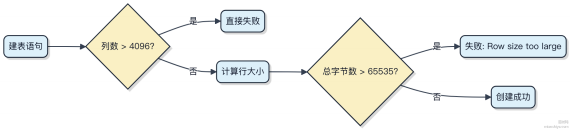 建表语句
列数 > 4096?
是
直接失败
否
计算行大小
总字节数 > 65535?
是
失败: Row size too large
否
创建成功